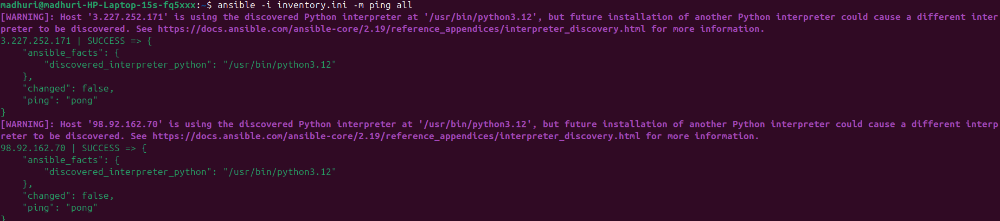 madhuri@madhuri-HP-Laptop-15s-fq5xxx:~$ ansible -i inventory.ini -m ping all
[WARNING]: Host '3.227.252.171' is using the discovered Python interpreter at '/usr/bin/python3.12', but future installation of another Python interpreter could cause a different inter
preter to be discovered. See https://docs.ansible.com/ansible-core/2.19/reference_appendices/interpreter_discovery.html for more information.
3.227.252.171 | SUCCESS => {
    "ansible_facts": {
        "discovered_interpreter_python": "/usr/bin/python3.12"
    },
    "changed": false,
    "ping": "pong"
}
[WARNING]: Host '98.92.162.70' is using the discovered Python interpreter at '/usr/bin/python3.12', but future installation of another Python interpreter could cause a different interp
reter to be discovered. See https://docs.ansible.com/ansible-core/2.19/reference_appendices/interpreter_discovery.html for more information.
98.92.162.70 | SUCCESS => {
    "ansible_facts": {
        "discovered_interpreter_python": "/usr/bin/python3.12"
    },
    "changed": false,
    "ping": "pong"
}